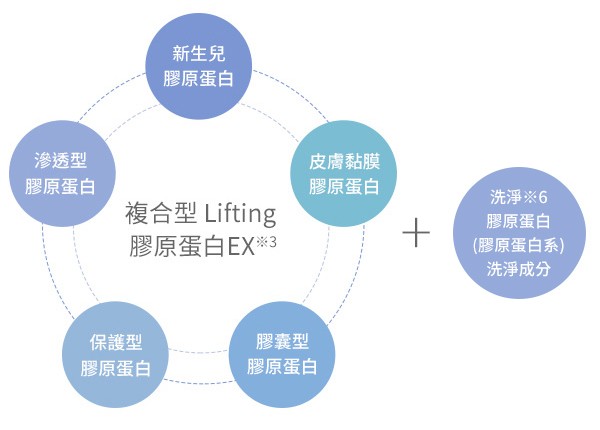 新生兒
膠原蛋白
皮膚黏膜
膠原蛋白
滲透型
膠原蛋白
複合型 Lifting
膠原蛋白EX※3
保護型
膠原蛋白
膠囊型
膠原蛋白
+
洗淨※6
膠原蛋白
(膠原蛋白系)
洗淨成分